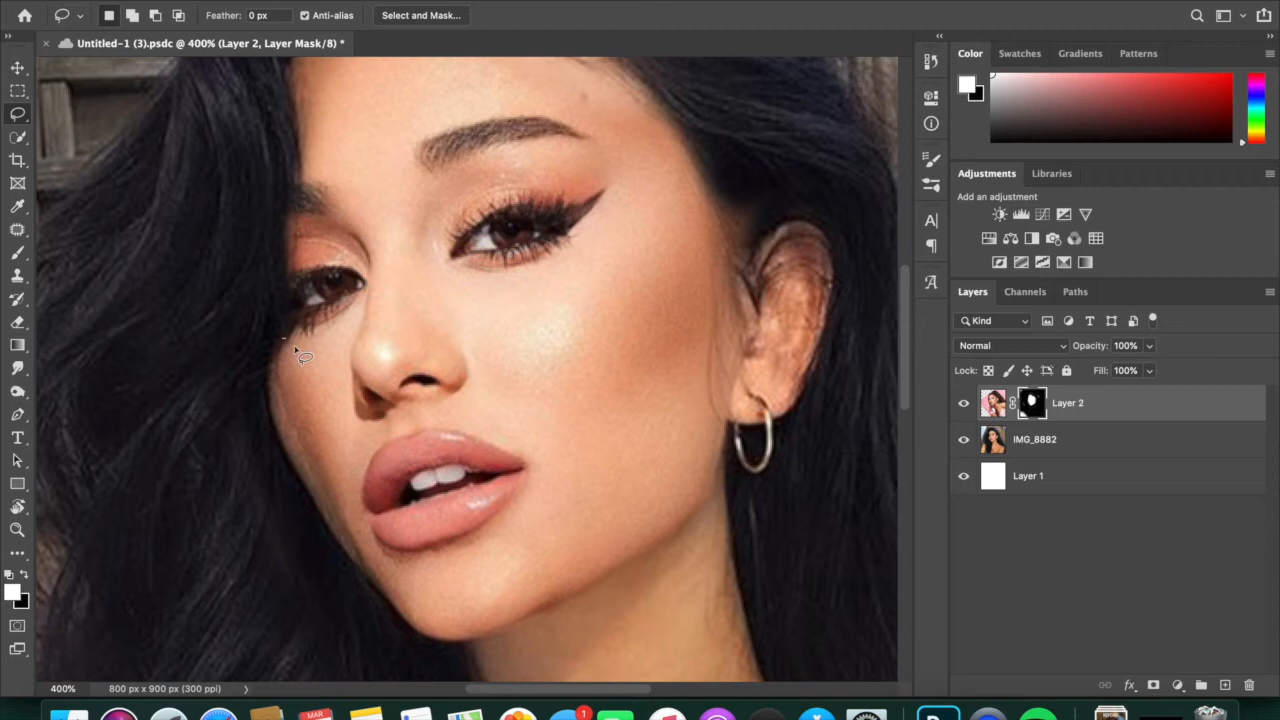 Feather: 0 px Anti-alias Select and Mask...
Untitled-1 (3).psdc @ 400% (Layer 2, Layer Mask/8) *
Color Swatches Gradients Patterns
Adjustments Libraries
Add an adjustment
Layers Channels Paths
Kind
Normal Opacity: 100%
Lock: Fill: 100%
Layer 2
IMG_8882
Layer 1
400% 800 px x 900 px (300 ppi)
MAR
1